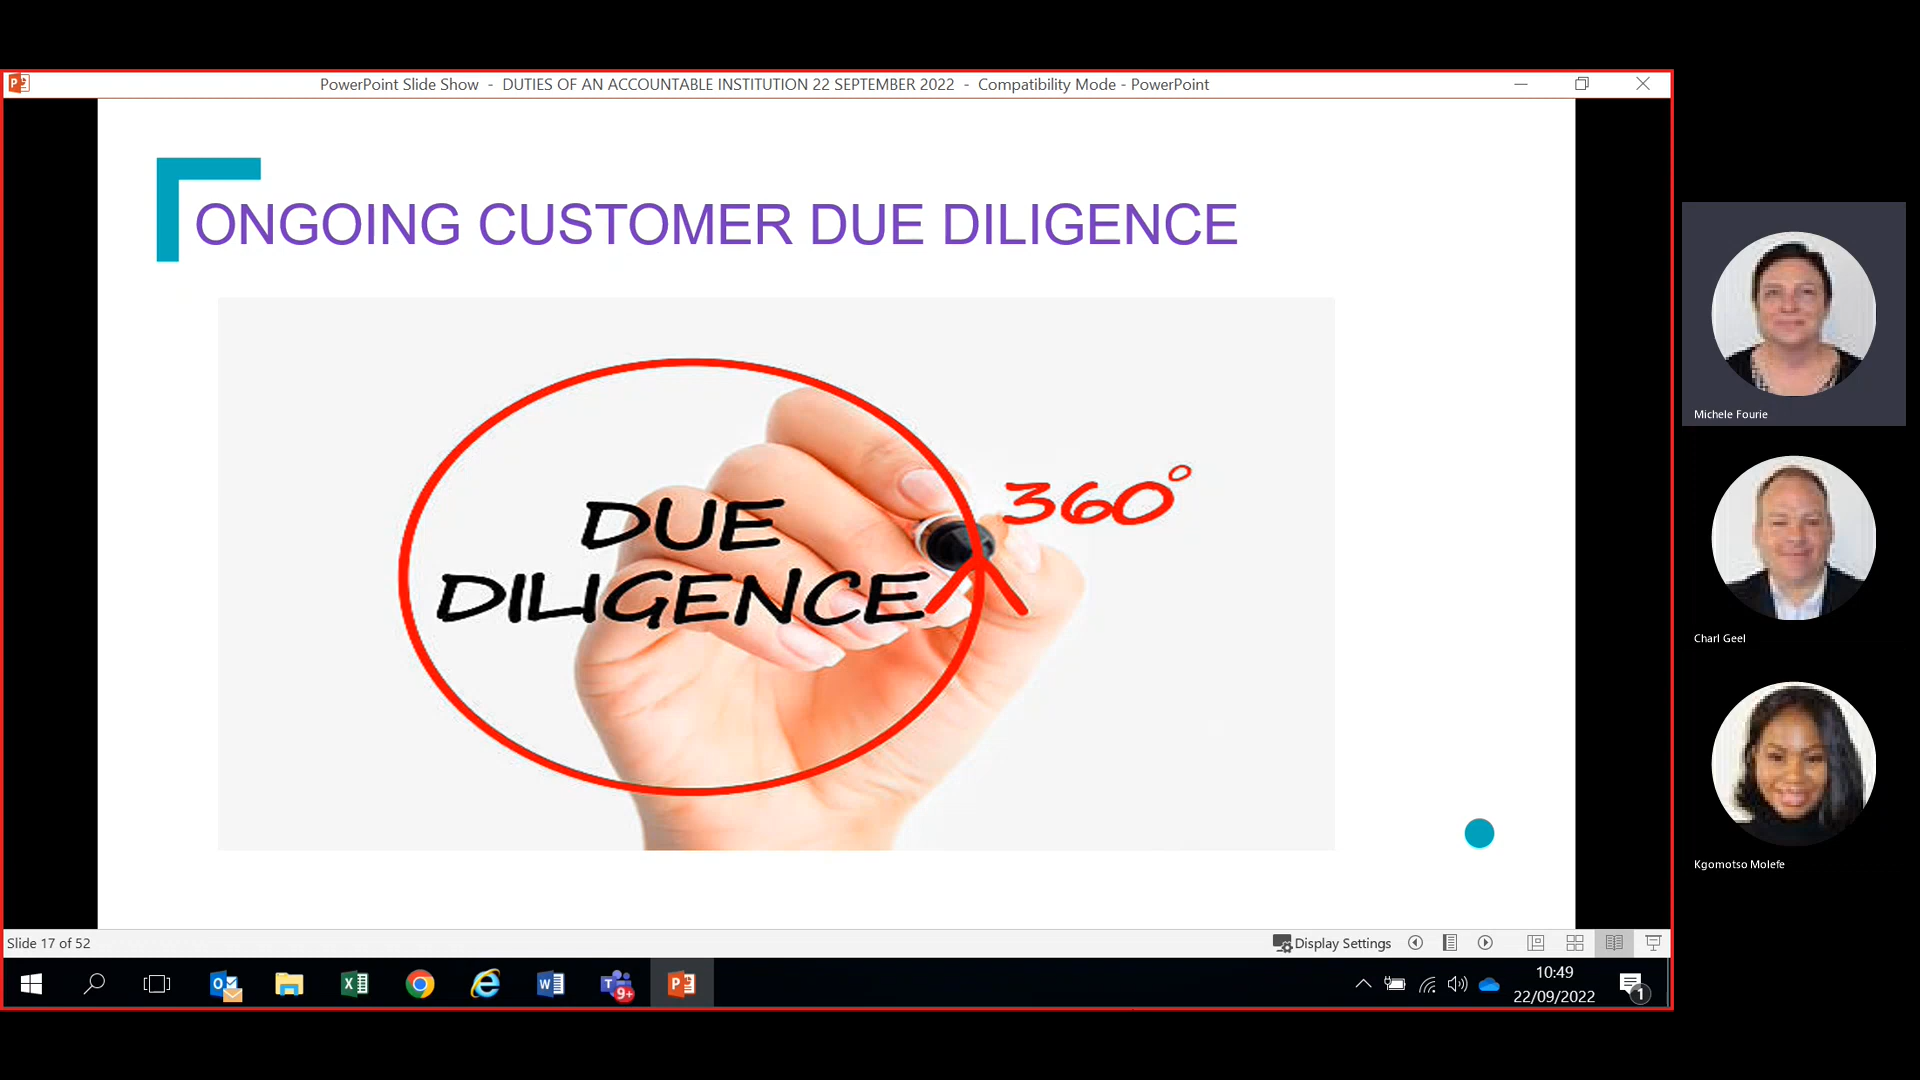 PowerPoint Slide Show - DUTIES OF AN ACCOUNTABLE INSTITUTION 22 SEPTEMBER 2022 - Compatibility Mode - PowerPoint
ONGOING CUSTOMER DUE DILIGENCE
DUE
DILIGENCE
360°
Michele Fourie
Charl Geel
Kgomotso Molefe
Slide 17 of 52
Display Settings
9+
10:49
22/09/2022
1